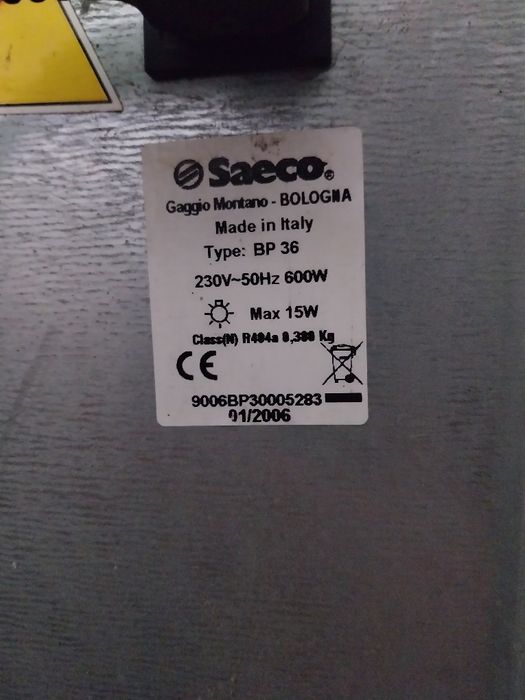 Saeco®
Gaggio Montano - BOLOGNA
Made in Italy
Type: BP 36
230V~50Hz 600W
Max 15W
Class(N) R404a 0,380 Kg
CE
9006BP30005283
01/2006